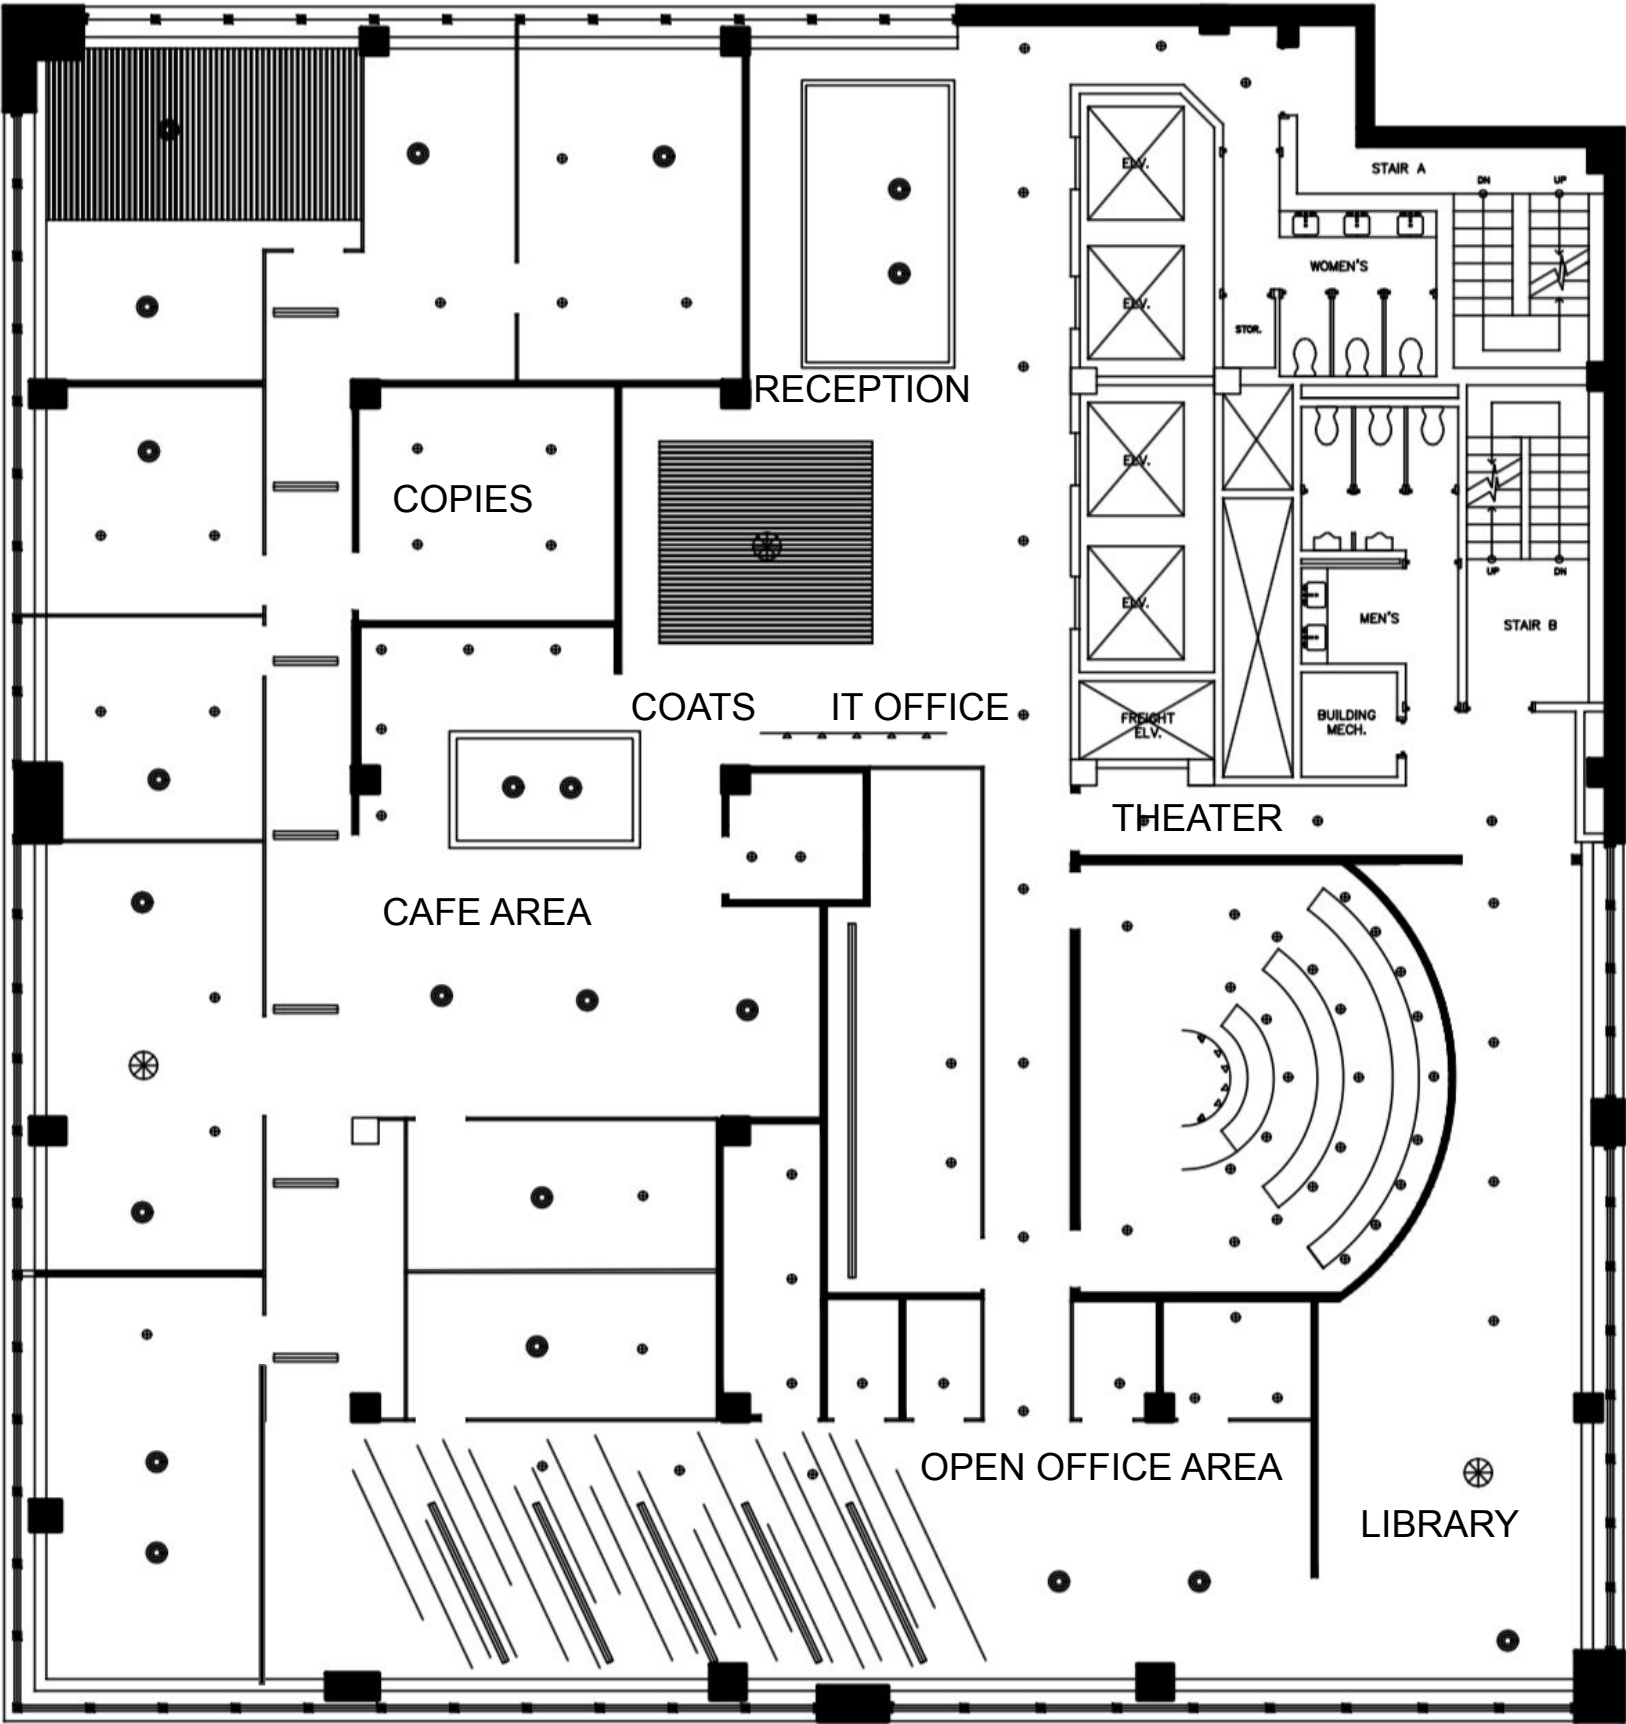 ELV.
STAIR A
DN
UP
WOMEN'S
ELV.
STOR.
RECEPTION
ELV.
COPIES
UP
DN
ELV.
MEN'S
STAIR B
COATS
IT OFFICE
FREIGHT
ELV.
BUILDING
MECH.
THEATER
CAFE AREA
OPEN OFFICE AREA
LIBRARY